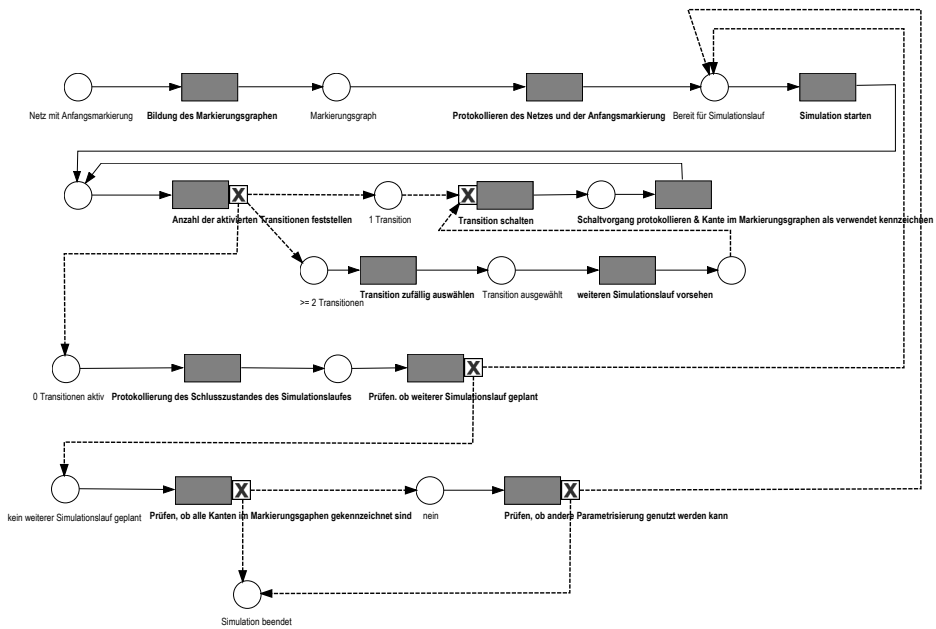 Netz mit Anfangsmarkierung
Bildung des Markierungsgraphen
Markierungsgraph
Protokollieren des Netzes und der Anfangsmarkierung
Bereit für Simulationslauf
Simulation starten
X
X
Anzahl der aktivierten Transitionen feststellen
1 Transition
Transition schalten
Schaltvorgang protokollieren & Kante im Markierungsgraphen als verwendet kennzeichnen
>= 2 Transitionen
Transition zufällig auswählen
Transition ausgewählt
weiteren Simulationslauf vorsehen
X
0 Transitionen aktiv
Protokollierung des Schlusszustandes des Simulationslaufes
Prüfen. ob weiterer Simulationslauf geplant
X
X
kein weiterer Simulationslauf geplant
Prüfen, ob alle Kanten im Markierungsgaphen gekennzeichnet sind
nein
Prüfen, ob andere Parametrisierung genutzt werden kann
Simulation beendet